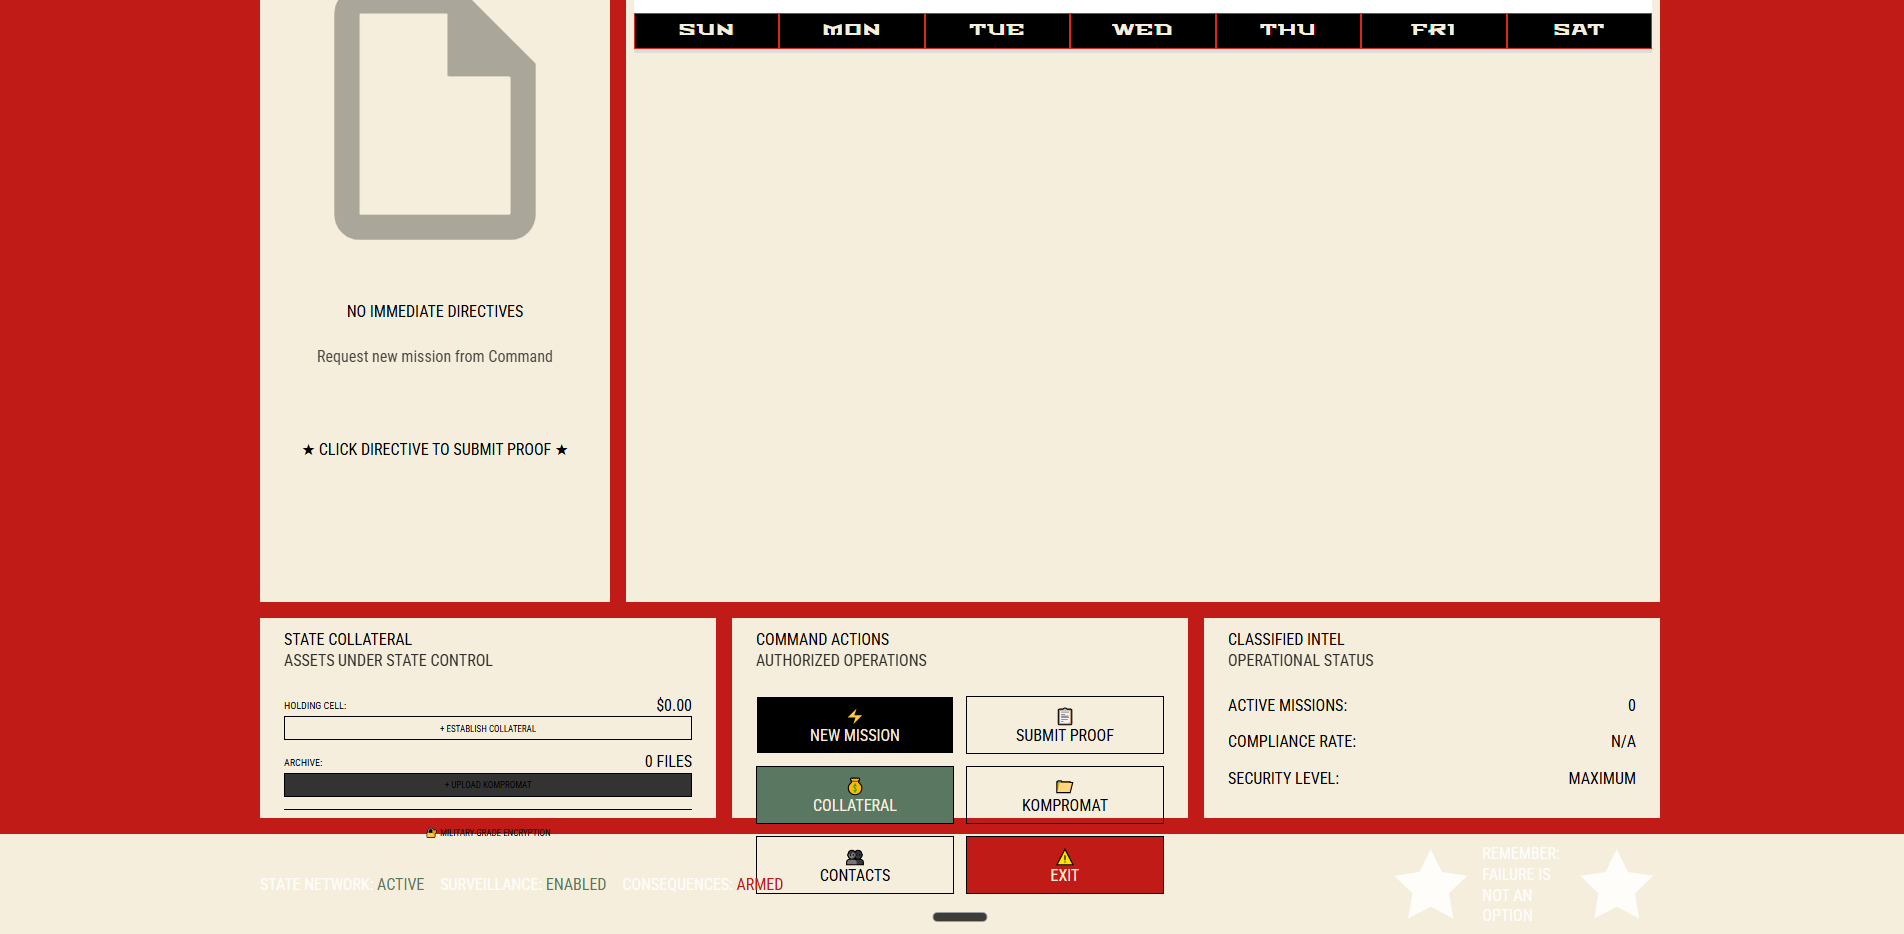 SUN MON TUE WED THU FRI SAT
NO IMMEDIATE DIRECTIVES
Request new mission from Command
★ CLICK DIRECTIVE TO SUBMIT PROOF ★
STATE COLLATERAL
ASSETS UNDER STATE CONTROL
HOLDING CELL: $0.00
+ ESTABLISH COLLATERAL
ARCHIVE: 0 FILES
+ UPLOAD KOMPROMAT
MILITARY-GRADE ENCRYPTION
COMMAND ACTIONS
AUTHORIZED OPERATIONS
NEW MISSION
SUBMIT PROOF
COLLATERAL
KOMPROMAT
CONTACTS
EXIT
CLASSIFIED INTEL
OPERATIONAL STATUS
ACTIVE MISSIONS: 0
COMPLIANCE RATE: N/A
SECURITY LEVEL: MAXIMUM
STATE NETWORK: ACTIVE SURVEILLANCE: ENABLED CONSEQUENCES: ARMED
REMEMBER:
FAILURE IS
NOT AN
OPTION